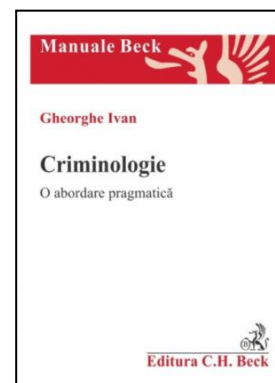 Manuale Beck
Gheorghe Ivan
Criminologie
O abordare pragmatică
Editura C.H. Beck